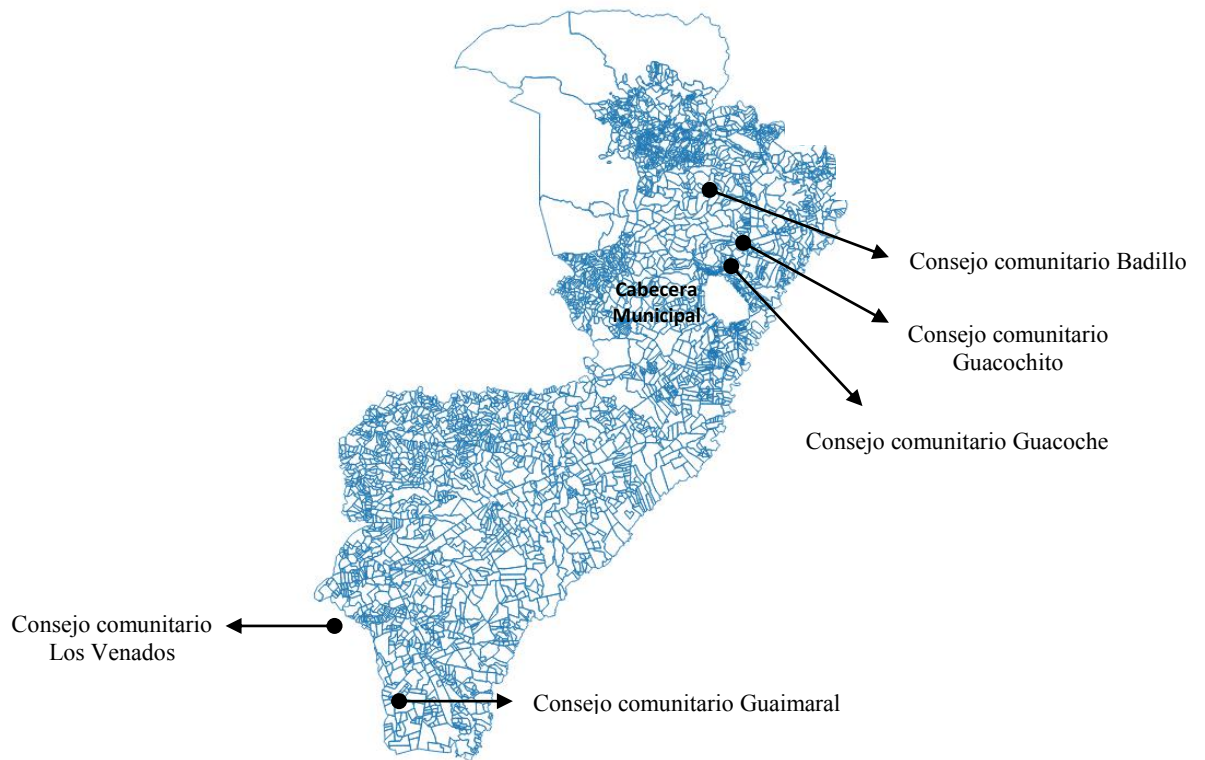 Consejo comunitario Badillo
Cabecera
Municipal
Consejo comunitario
Guacochito
Consejo comunitario Guacoche
Consejo comunitario
Los Venados
Consejo comunitario Guaimaral